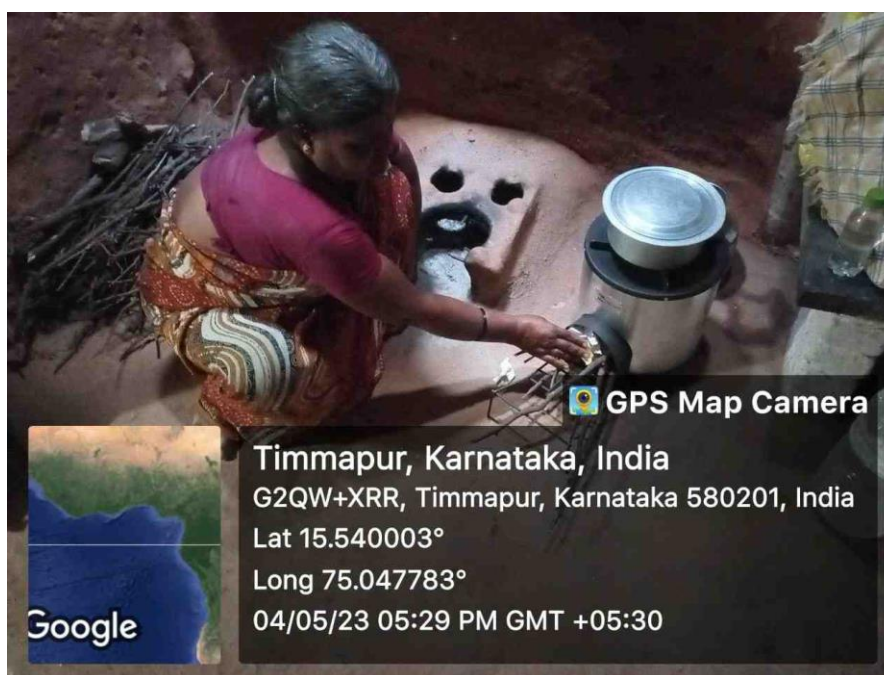 GPS Map Camera
Timmapur, Karnataka, India
G2QW+XRR, Timmapur, Karnataka 580201, India
Lat 15.540003°
Long 75.047783°
04/05/23 05:29 PM GMT +05:30
Google